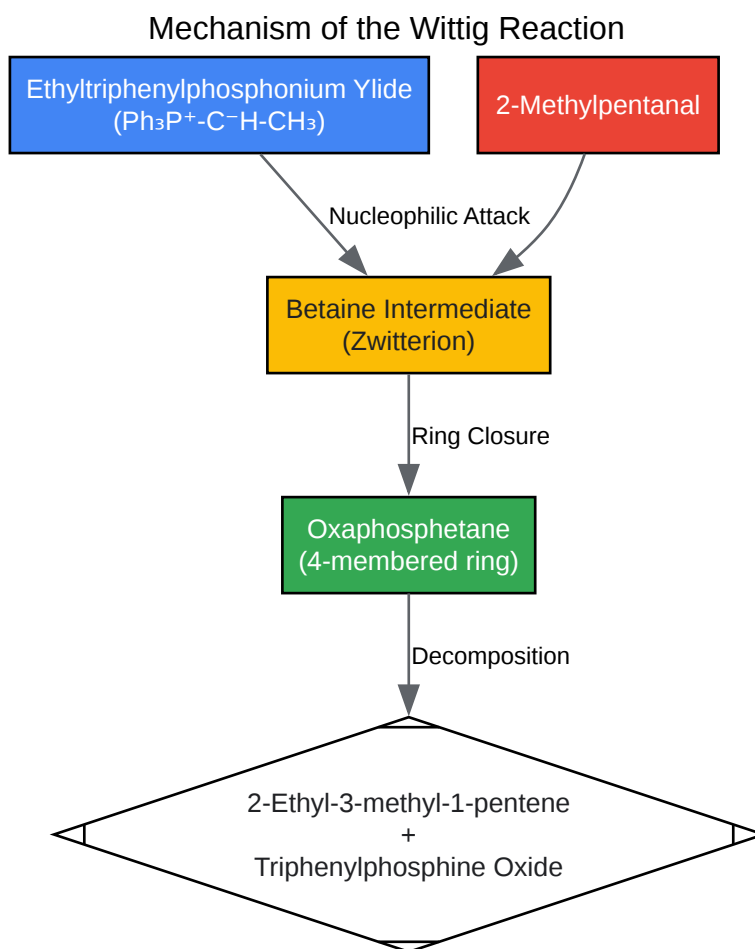 Mechanism of the Wittig Reaction
Ethyltriphenylphosphonium Ylide
(Ph₃P⁺-C⁻H-CH₃)
2-Methylpentanal
Nucleophilic Attack
Betaine Intermediate
(Zwitterion)
Ring Closure
Oxaphosphetane
(4-membered ring)
Decomposition
2-Ethyl-3-methyl-1-pentene
+
Triphenylphosphine Oxide